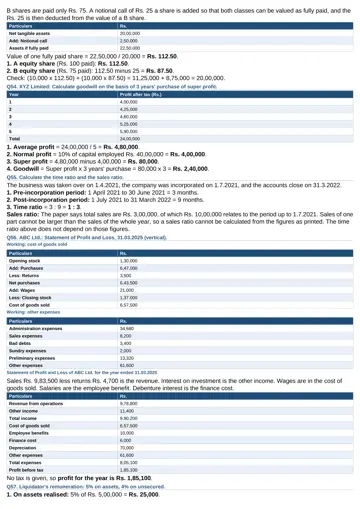 B shares are paid only Rs. 75. A notional call of Rs. 25 a share is added so that both classes can be valued as fully paid, and the
Rs. 25 is then deducted from the value of a B share.
Particulars Rs.
Net tangible assets 20,00,000
Add: Notional call 2,50,000
Assets if fully paid 22,50,000
Value of one fully paid share = 22,50,000 / 20,000 = Rs. 112.50.
1. A equity share (Rs. 100 paid): Rs. 112.50.
2. B equity share (Rs. 75 paid): 112.50 minus 25 = Rs. 87.50.
Check: (10,000 x 112.50) + (10,000 x 87.50) = 11,25,000 + 8,75,000 = 20,00,000.
Q54. XYZ Limited: Calculate goodwill on the basis of 3 years' purchase of super profit.
Year Profit after tax (Rs.)
1 4,00,000
2 4,25,000
3 4,60,000
4 5,25,000
5 5,90,000
Total 24,00,000
1. Average profit = 24,00,000 / 5 = Rs. 4,80,000.
2. Normal profit = 10% of capital employed Rs. 40,00,000 = Rs. 4,00,000.
3. Super profit = 4,80,000 minus 4,00,000 = Rs. 80,000.
4. Goodwill = Super profit x 3 years' purchase = 80,000 x 3 = Rs. 2,40,000.
Q55. Calculate the time ratio and the sales ratio.
The business was taken over on 1.4.2021, the company was incorporated on 1.7.2021, and the accounts close on 31.3.2022.
1. Pre-incorporation period: 1 April 2021 to 30 June 2021 = 3 months.
2. Post-incorporation period: 1 July 2021 to 31 March 2022 = 9 months.
3. Time ratio = 3 : 9 = 1 : 3.
Sales ratio: The paper says total sales are Rs. 3,00,000, of which Rs. 10,00,000 relates to the period up to 1.7.2021. Sales of one
part cannot be larger than the sales of the whole year, so a sales ratio cannot be calculated from the figures as printed. The time
ratio above does not depend on those figures.
Q56. ABC Ltd.: Statement of Profit and Loss, 31.03.2025 (vertical).
Working: cost of goods sold
Particulars Rs.
Opening stock 1,30,000
Add: Purchases 6,47,000
Less: Returns 3,500
Net purchases 6,43,500
Add: Wages 21,000
Less: Closing stock 1,37,000
Cost of goods sold 6,57,500
Working: other expenses
Particulars Rs.
Administration expenses 34,680
Sales expenses 8,200
Bad debts 3,400
Sundry expenses 2,000
Preliminary expenses 13,320
Other expenses 61,600
Statement of Profit and Loss of ABC Ltd. for the year ended 31.03.2025
Sales Rs. 9,83,500 less returns Rs. 4,700 is the revenue. Interest on investment is the other income. Wages are in the cost of
goods sold. Salaries are the employee benefit. Debenture interest is the finance cost.
Particulars Rs.
Revenue from operations 9,78,800
Other income 11,400
Total income 9,90,200
Cost of goods sold 6,57,500
Employee benefits 10,000
Finance cost 6,000
Depreciation 70,000
Other expenses 61,600
Total expenses 8,05,100
Profit before tax 1,85,100
No tax is given, so profit for the year is Rs. 1,85,100.
Q57. Liquidator's remuneration: 5% on assets, 4% on unsecured.
1. On assets realised: 5% of Rs. 5,00,000 = Rs. 25,000.